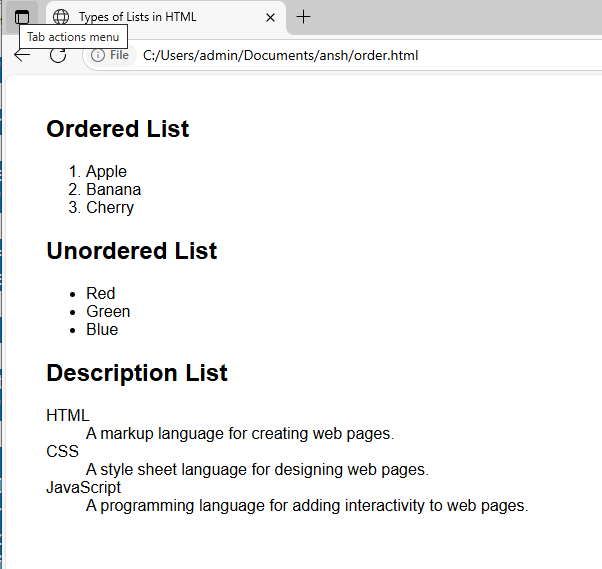 Types of Lists in HTML
Tab actions menu
File C:/Users/admin/Documents/ansh/order.html
Ordered List
1. Apple
2. Banana
3. Cherry
Unordered List
• Red
• Green
• Blue
Description List
HTML
A markup language for creating web pages.
CSS
A style sheet language for designing web pages.
JavaScript
A programming language for adding interactivity to web pages.